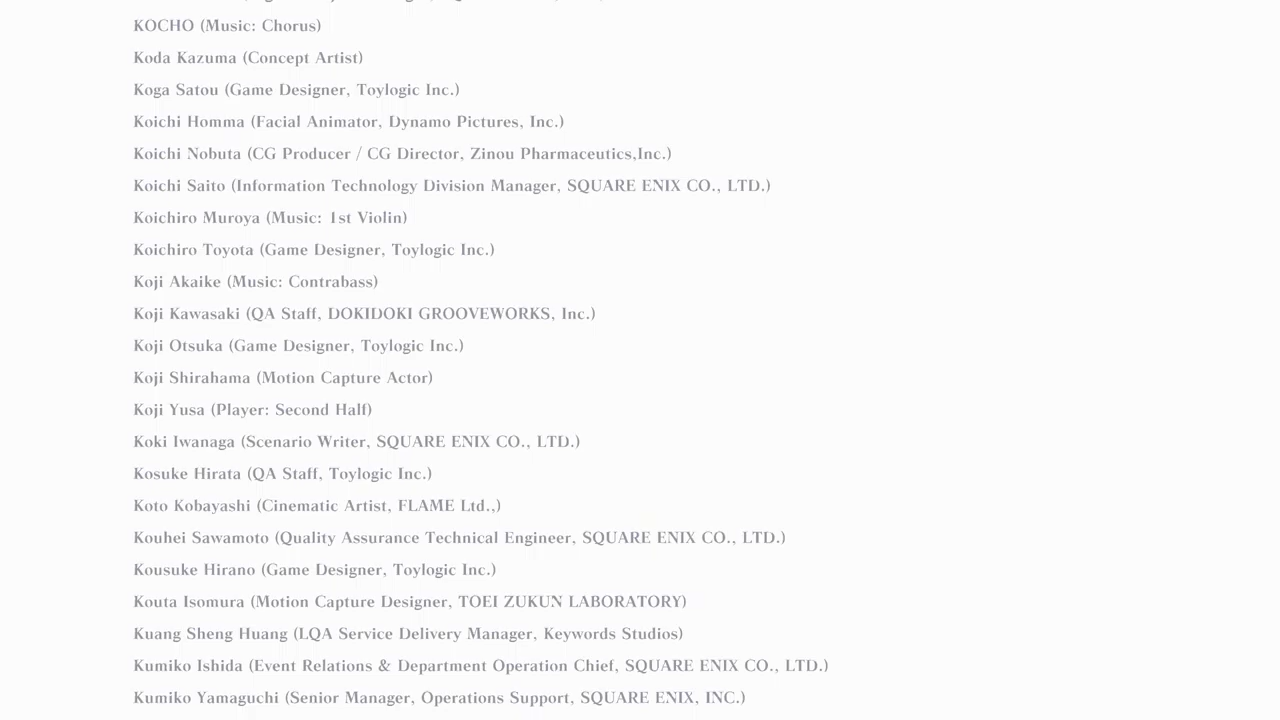 KOCHO (Music: Chorus)
Koda Kazuma (Concept Artist)
Koga Satou (Game Designer, Toylogic Inc.)
Koichi Homma (Facial Animator, Dynamo Pictures, Inc.)
Koichi Nobuta (CG Producer / CG Director, Zinou Pharmaceutics,Inc.)
Koichi Saito (Information Technology Division Manager, SQUARE ENIX CO., LTD.)
Koichiro Muroya (Music: 1st Violin)
Koichiro Toyota (Game Designer, Toylogic Inc.)
Koji Akaike (Music: Contrabass)
Koji Kawasaki (QA Staff, DOKIDOKI GROOVEWORKS, Inc.)
Koji Otsuka (Game Designer, Toylogic Inc.)
Koji Shirahama (Motion Capture Actor)
Koji Yusa (Player: Second Half)
Koki Iwanaga (Scenario Writer, SQUARE ENIX CO., LTD.)
Kosuke Hirata (QA Staff, Toylogic Inc.)
Koto Kobayashi (Cinematic Artist, FLAME Ltd.,)
Kouhei Sawamoto (Quality Assurance Technical Engineer, SQUARE ENIX CO., LTD.)
Kousuke Hirano (Game Designer, Toylogic Inc.)
Kouta Isomura (Motion Capture Designer, TOEI ZUKUN LABORATORY)
Kuang Sheng Huang (LQA Service Delivery Manager, Keywords Studios)
Kumiko Ishida (Event Relations & Department Operation Chief, SQUARE ENIX CO., LTD.)
Kumiko Yamaguchi (Senior Manager, Operations Support, SQUARE ENIX, INC.)